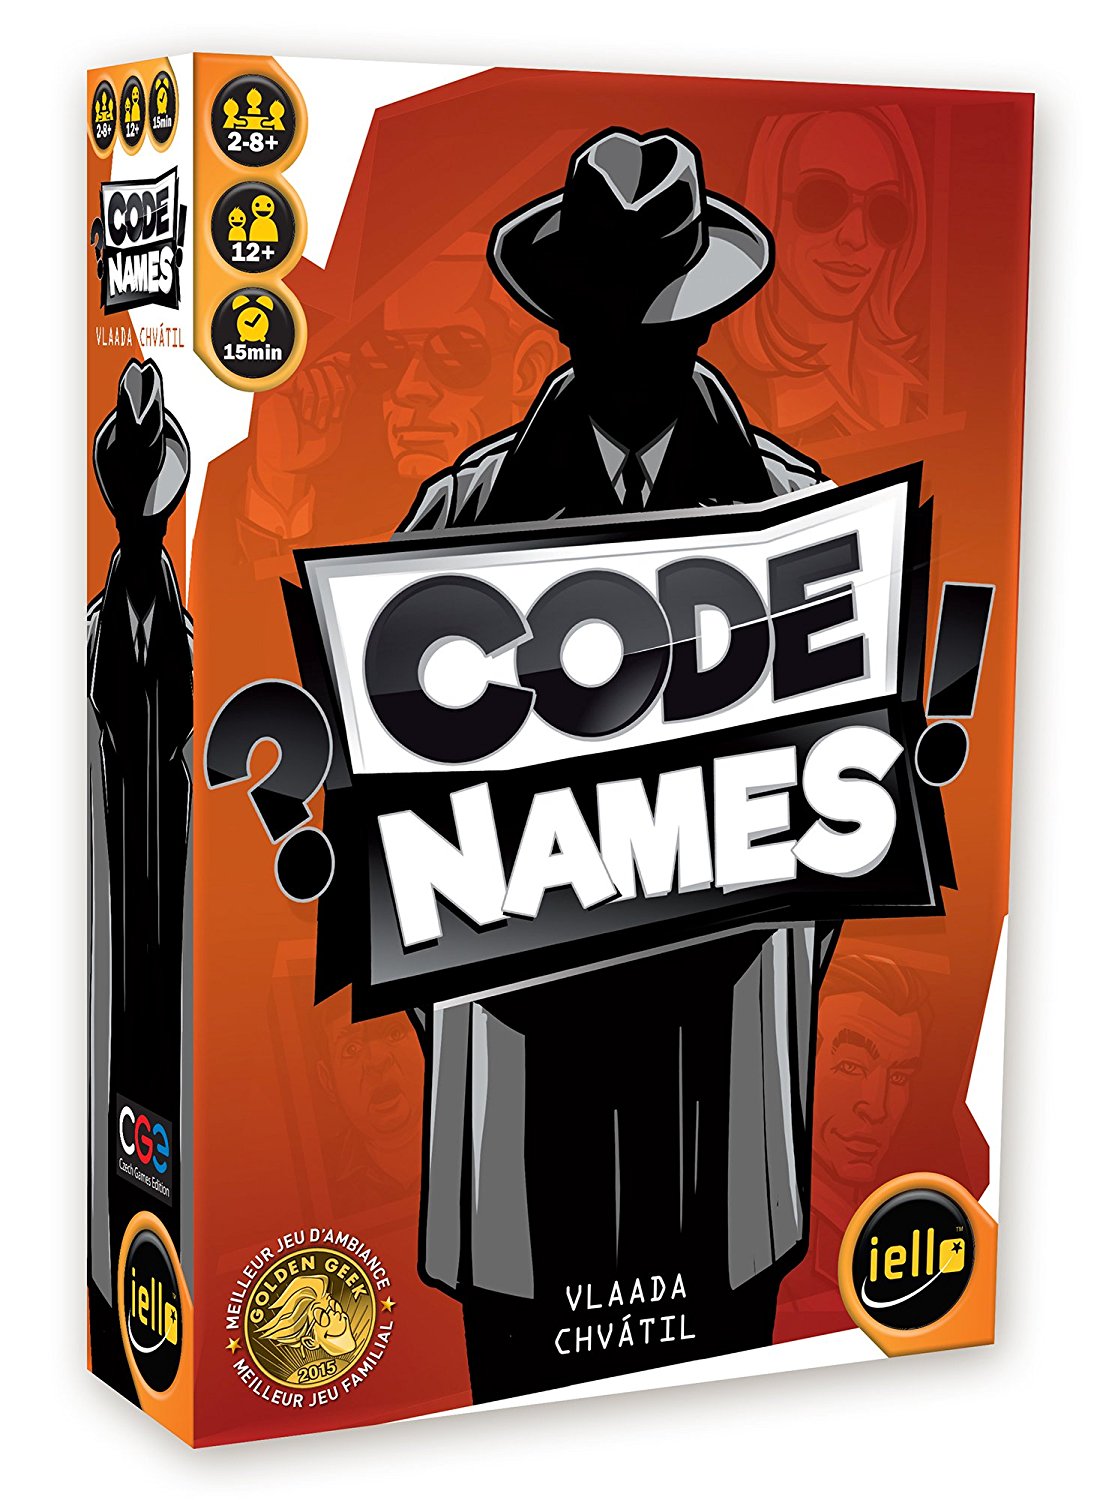 2-8+
12+
15min
CODE
NAMES
?
!
VLAADA CHVÁTIL
CGE
Czech Games Edition
iello
2-8+
12+
15min
CODE
NAMES
?
!
VLAADA
CHVÁTIL
MEILLEUR JEU D'AMBIANCE
GOLDEN GEEK
2015
MEILLEUR JEU FAMILIAL
iello™